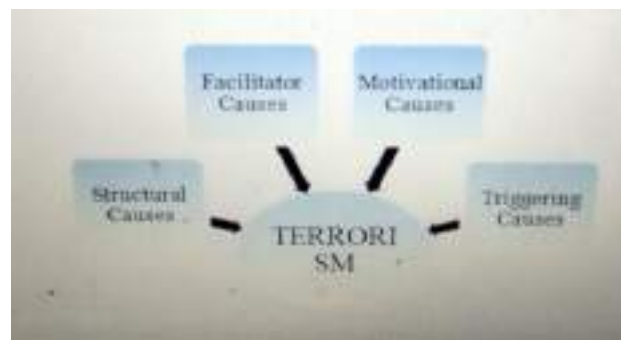 Facilitator
Causes
Motivational
Causes
Structural
Causes
Triggering
Causes
TERRORI
SM